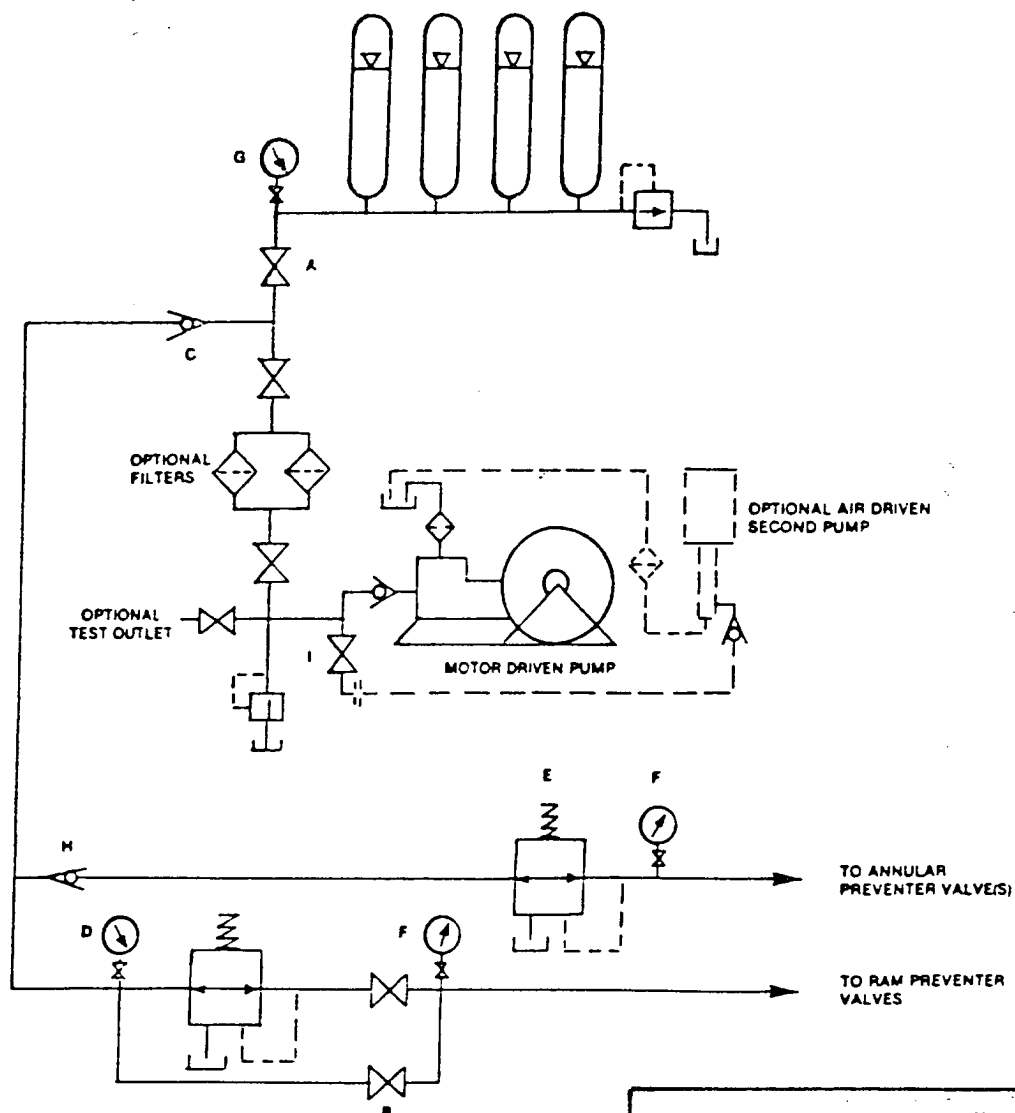 G
A
C
OPTIONAL
FILTERS
OPTIONAL AIR DRIVEN
SECOND PUMP
OPTIONAL
TEST OUTLET
I
MOTOR DRIVEN PUMP
E
F
H
TO ANNULAR
PREVENTER VALVE(S)
D
F
TO RAM PREVENTER
VALVES